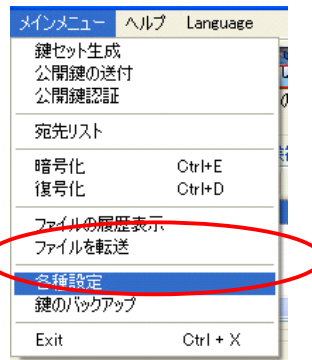 メインメニュー ヘルプ Language
鍵セット生成
公開鍵の送付
公開鍵認証
宛先リスト
暗号化 Ctrl+E
復号化 Ctrl+D
ファイルの履歴表示
ファイルを転送
各種設定
鍵のバックアップ
Exit Ctrl + X